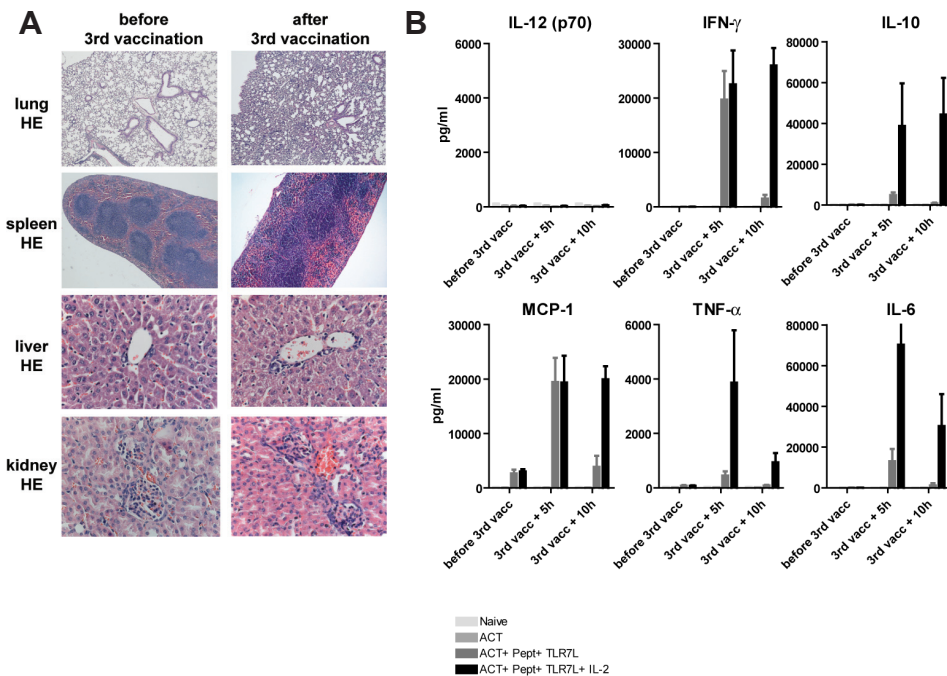 A
before
3rd vaccination
after
3rd vaccination
lung
HE
spleen
HE
liver
HE
kidney
HE
B
IL-12 (p70)
pg/ml
6000
4000
2000
0
before 3rd vacc
3rd vacc + 5h
3rd vacc + 10h
IFN-γ
30000
20000
10000
0
before 3rd vacc
3rd vacc + 5h
3rd vacc + 10h
IL-10
80000
60000
40000
20000
0
before 3rd vacc
3rd vacc + 5h
3rd vacc + 10h
MCP-1
pg/ml
30000
20000
10000
0
before 3rd vacc
3rd vacc + 5h
3rd vacc + 10h
TNF-α
6000
4000
2000
0
before 3rd vacc
3rd vacc + 5h
3rd vacc + 10h
IL-6
80000
60000
40000
20000
0
before 3rd vacc
3rd vacc + 5h
3rd vacc + 10h
Naive
ACT
ACT+ Pept+ TLR7L
ACT+ Pept+ TLR7L+ IL-2